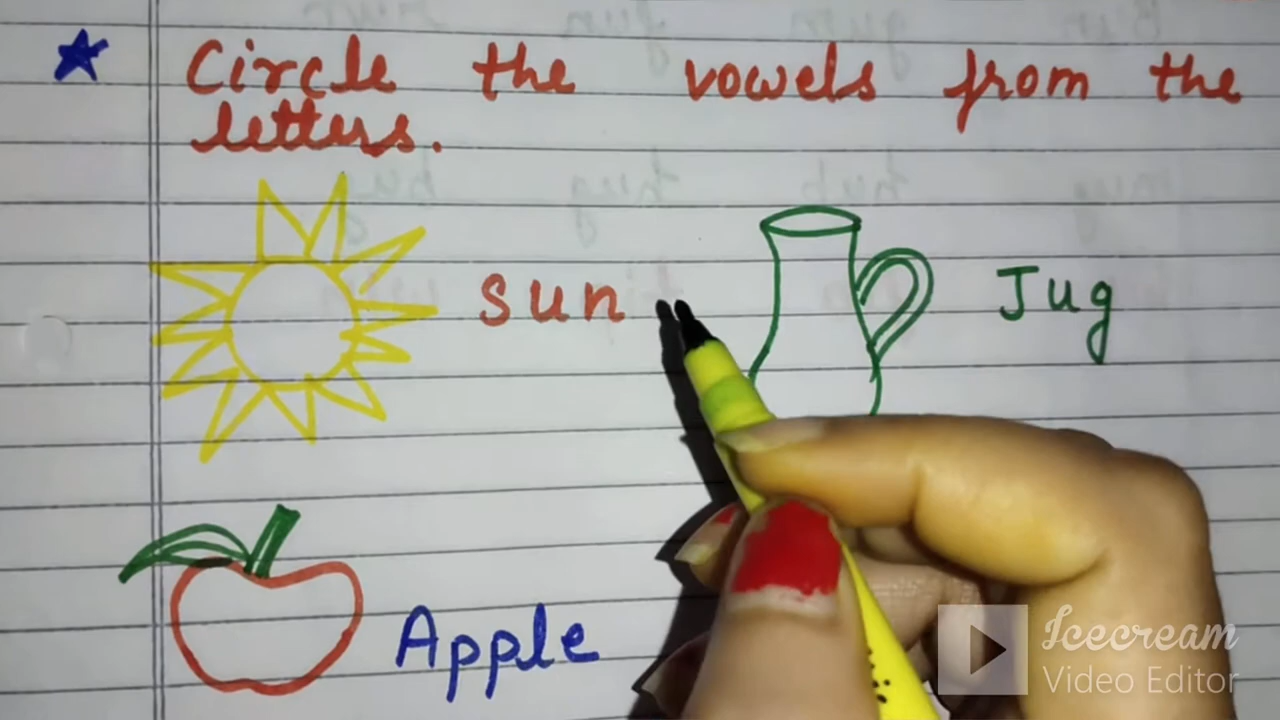 Circle the vowels from the
letters.
Sun
Jug
Apple
Icecream
Video Editor